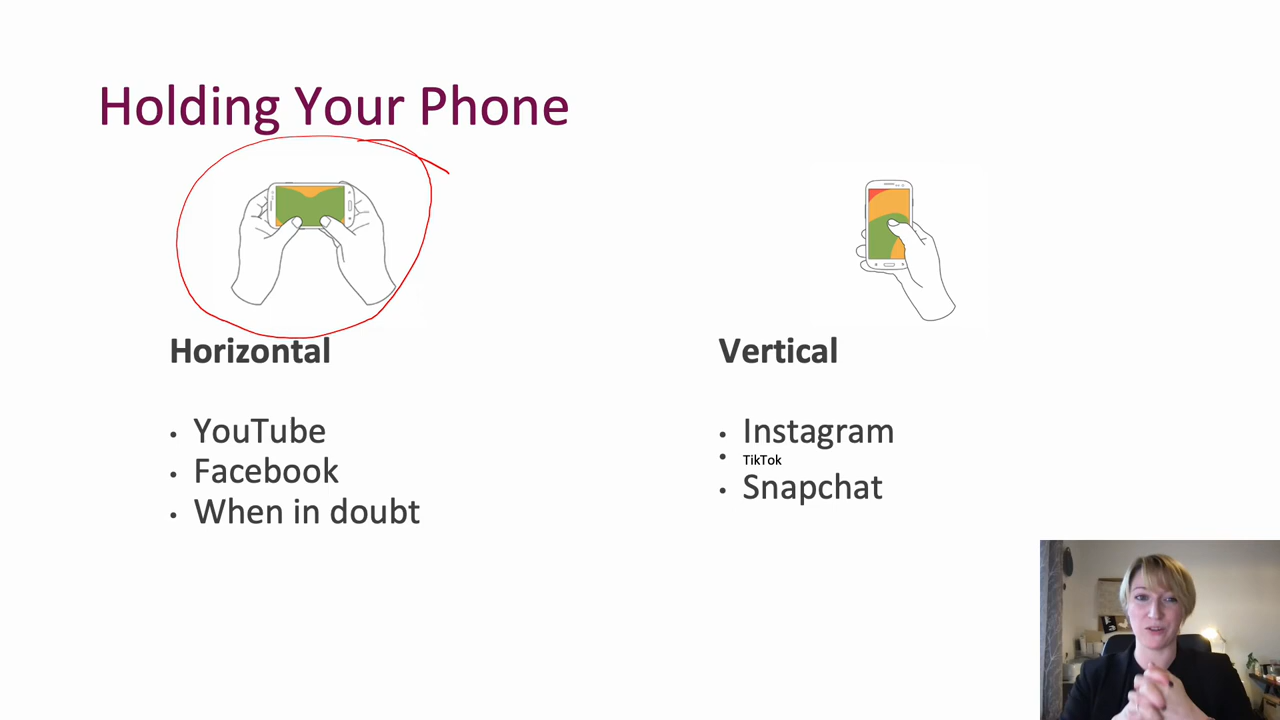 Holding Your Phone
Horizontal
• YouTube
• Facebook
• When in doubt
Vertical
• Instagram
• TikTok
• Snapchat